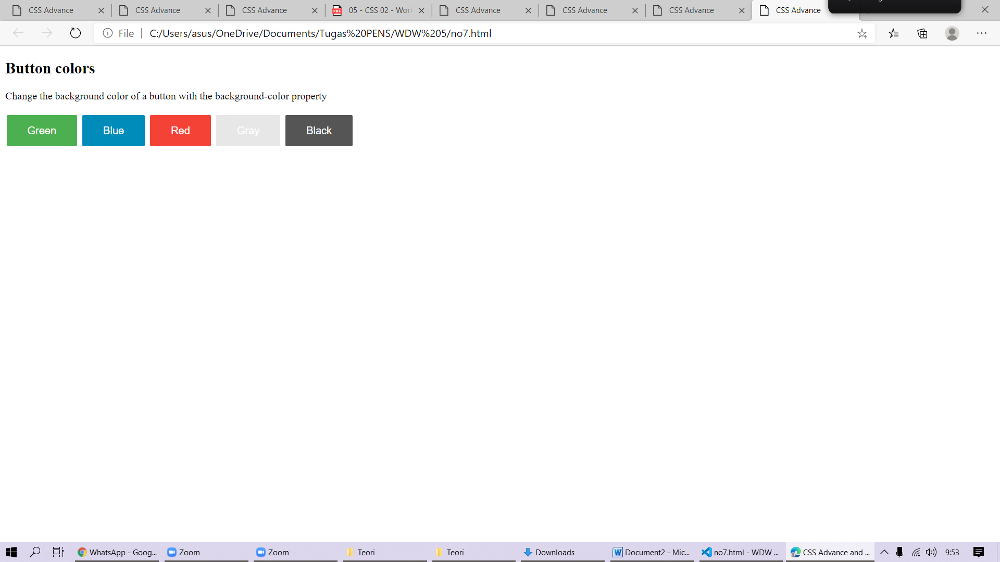 CSS Advance
CSS Advance
CSS Advance
05 - CSS 02 - Work
CSS Advance
CSS Advance
CSS Advance
CSS Advance
File
C:/Users/asus/OneDrive/Documents/Tugas%20PENS/WDW%205/no7.html
Button colors
Change the background color of a button with the background-color property
Green Blue Red Gray Black
WhatsApp - Goog...
Zoom
Zoom
Teori
Teori
Downloads
Document2 - Mic...
no7.html - WDW ...
CSS Advance and ...
9:53